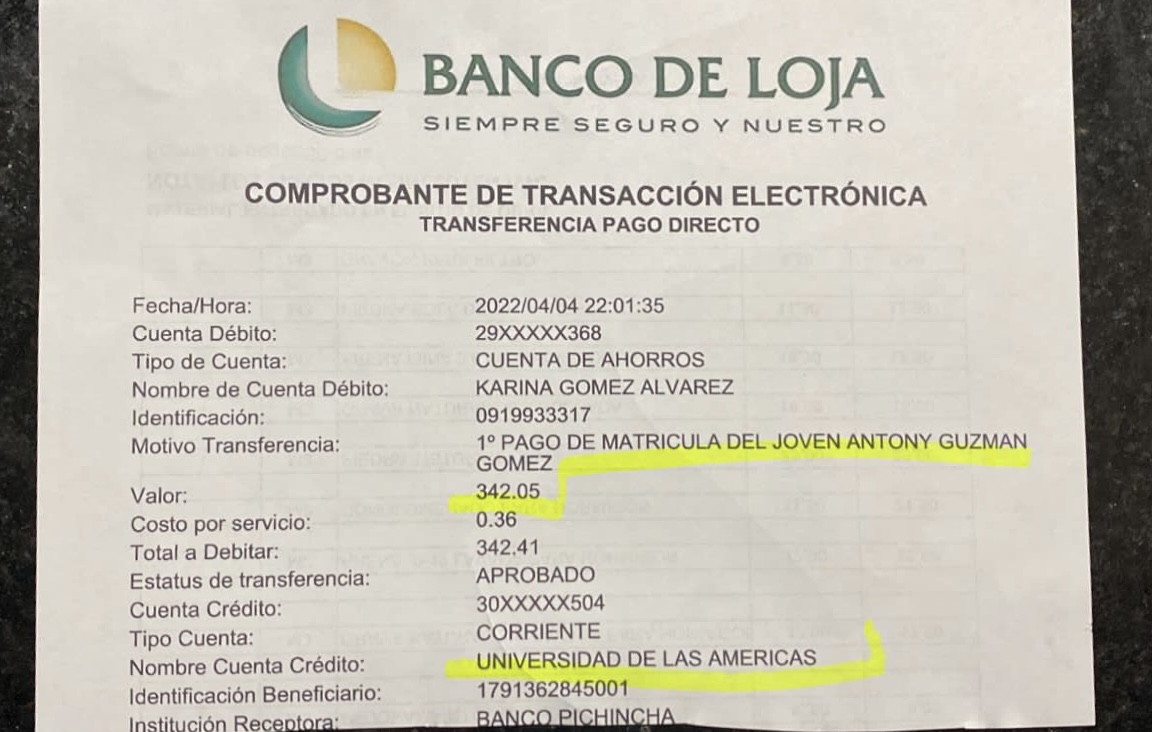 BANCO DE LOJA
SIEMPRE SEGURO Y NUESTRO
COMPROBANTE DE TRANSACCIÓN ELECTRÓNICA
TRANSFERENCIA PAGO DIRECTO
Fecha/Hora: 2022/04/04 22:01:35
Cuenta Débito: 29XXXXX368
Tipo de Cuenta: CUENTA DE AHORROS
Nombre de Cuenta Débito: KARINA GOMEZ ALVAREZ
Identificación: 0919933317
Motivo Transferencia: 1º PAGO DE MATRICULA DEL JOVEN ANTONY GUZMAN
GOMEZ
Valor: 342.05
Costo por servicio: 0.36
Total a Debitar: 342.41
Estatus de transferencia: APROBADO
Cuenta Crédito: 30XXXXX504
Tipo Cuenta: CORRIENTE
Nombre Cuenta Crédito: UNIVERSIDAD DE LAS AMERICAS
Identificación Beneficiario: 1791362845001
Institución Receptora: BANCO PICHINCHA